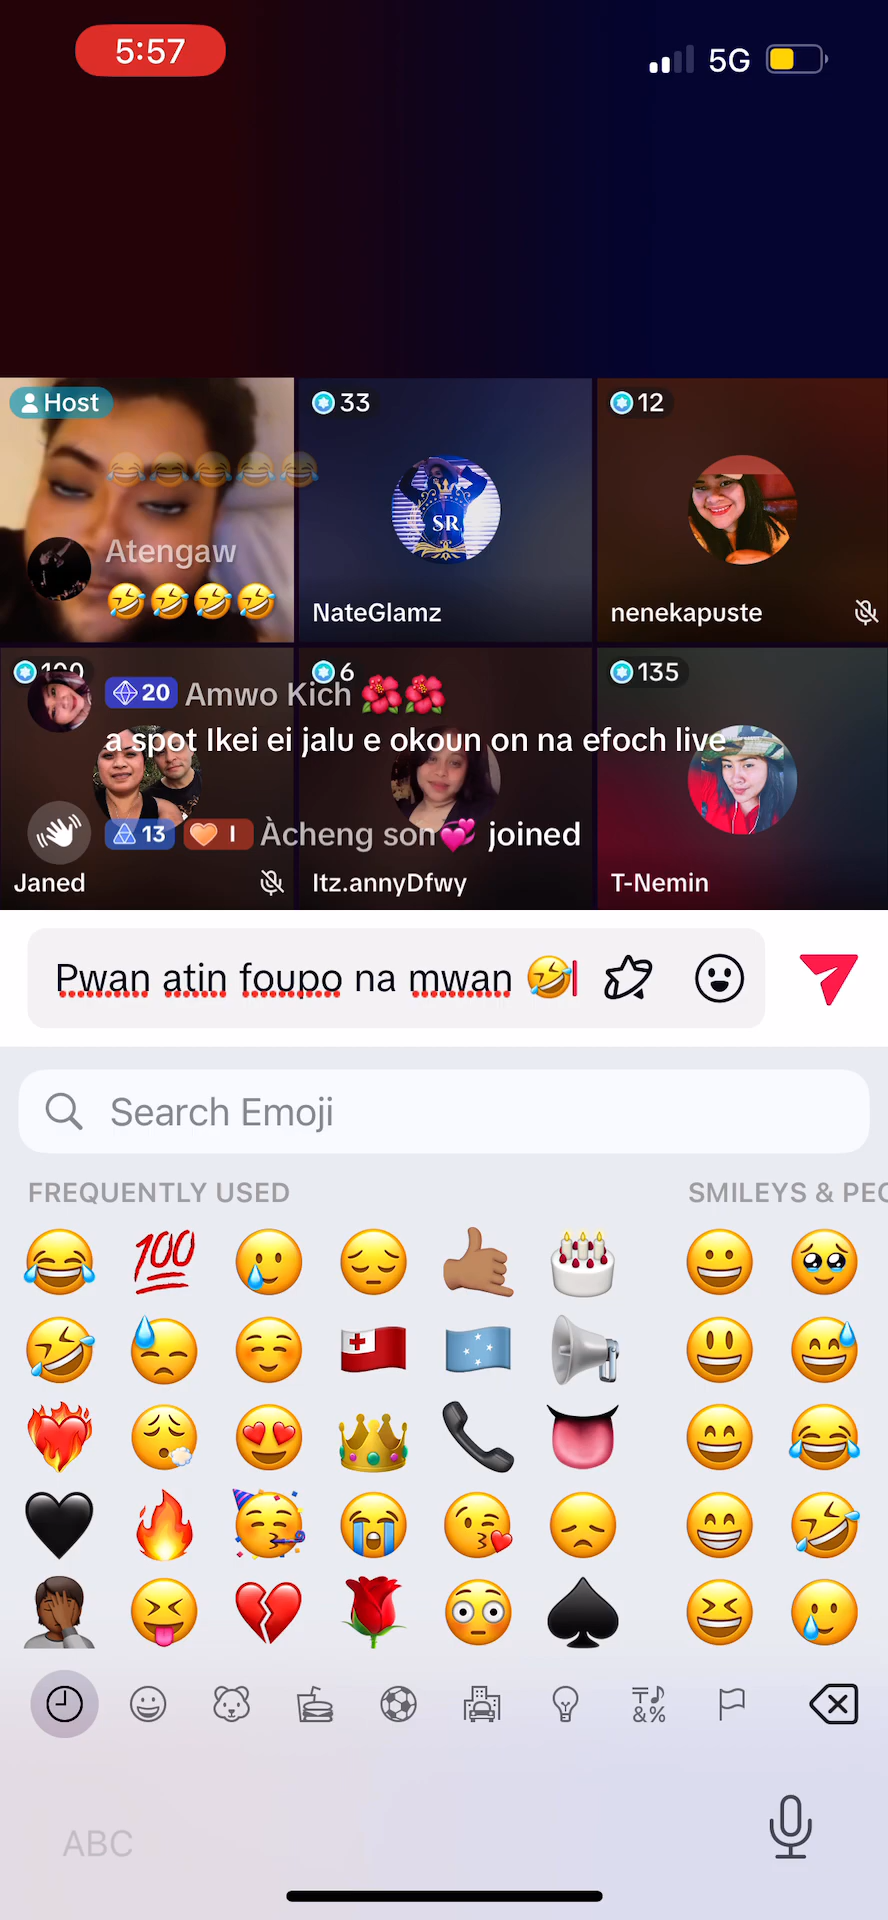 5:57
5G
Host
33
12
SR
Atengaw
🤣🤣🤣🤣
NateGlamz
nenekapuste
6
135
20 Amwo Kich 🌺🌺
a spot Ikei ei jalu e okoun on na efoch live
13 I Àcheng son💞 joined
Janed
Itz.annyDfwy
T-Nemin
Pwan atin foupo na mwan 🤣
Search Emoji
FREQUENTLY USED
SMILEYS & PEO
ABC